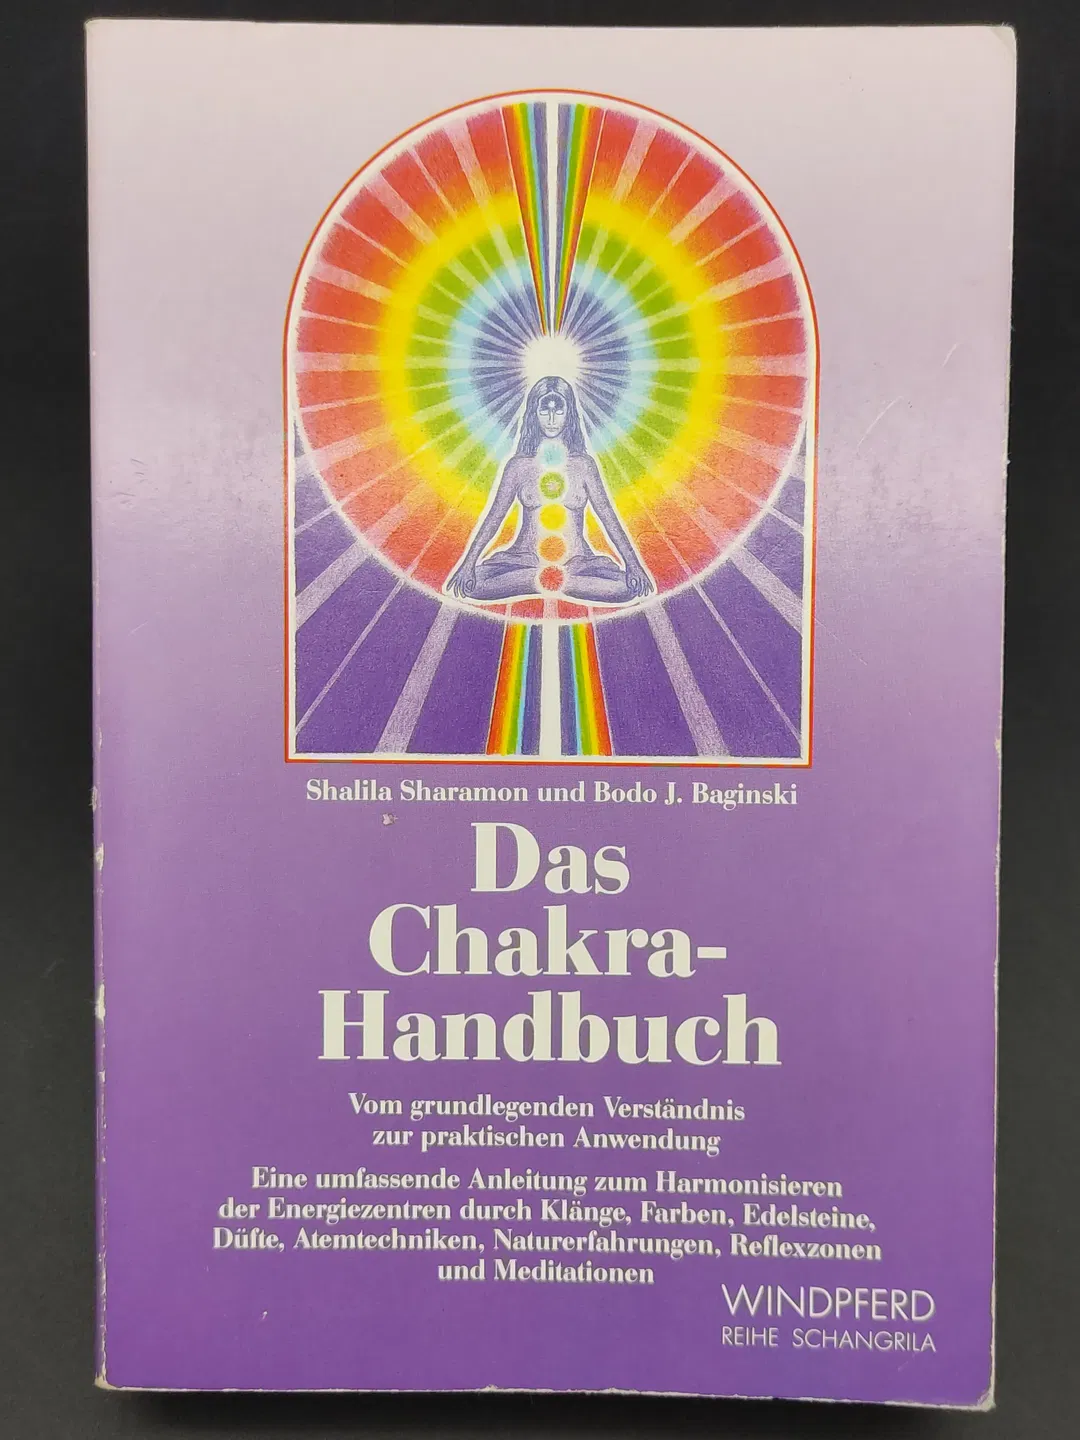 Shalila Sharamon und Bodo J. Baginski
Das
Chakra-
Handbuch
Vom grundlegenden Verständnis
zur praktischen Anwendung
Eine umfassende Anleitung zum Harmonisieren
der Energiezentren durch Klänge, Farben, Edelsteine,
Düfte, Atemtechniken, Naturerfahrungen, Reflexzonen
und Meditationen
WINDPFERD
REIHE SCHANGRILA